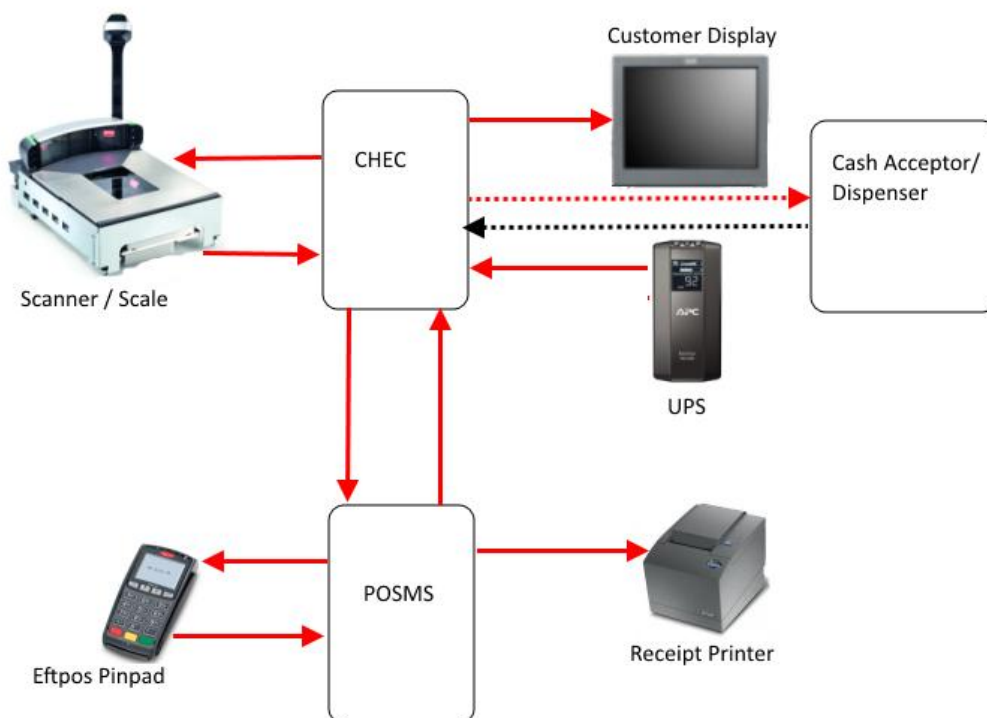 Customer Display
CHEC
Cash Acceptor/
Dispenser
Scanner / Scale
APC
UPS
POSMS
Eftpos Pinpad
Receipt Printer